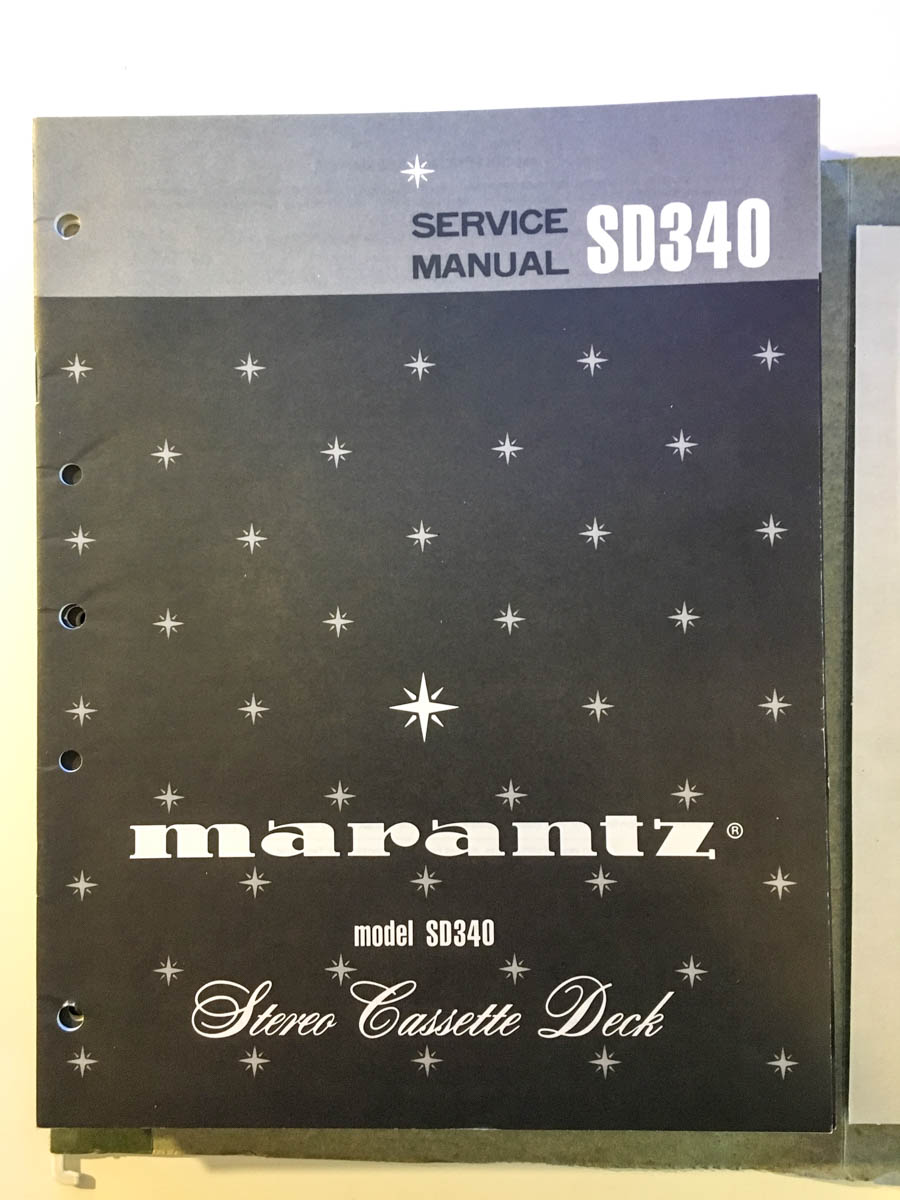 SERVICE
MANUAL SD340
marantz®
model SD340
Stereo Cassette Deck